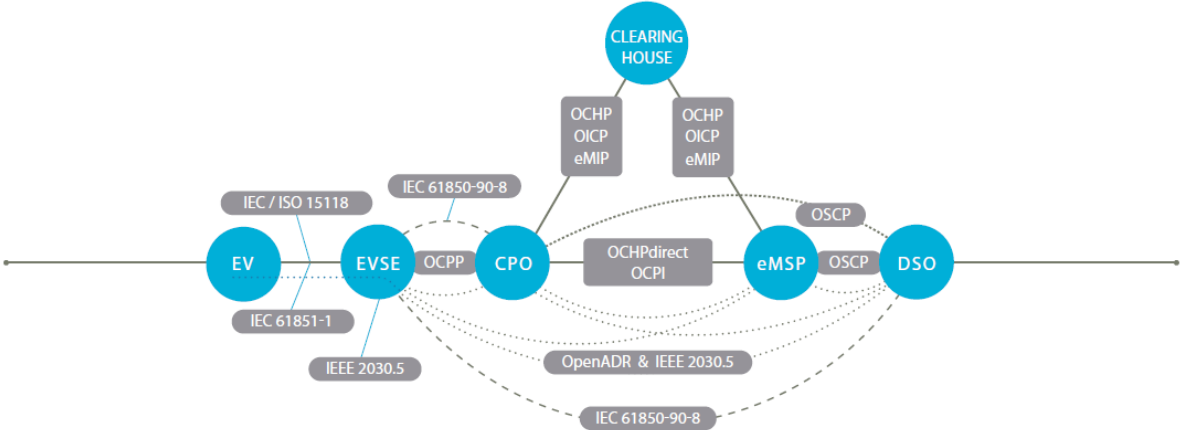 CLEARING
HOUSE
OCHP
OICP
eMIP
OCHP
OICP
eMIP
IEC 61850-90-8
IEC / ISO 15118
OSCP
EV
EVSE
OCPP
CPO
OCHPdirect
OCPI
eMSP
OSCP
DSO
IEC 61851-1
IEEE 2030.5
OpenADR & IEEE 2030.5
IEC 61850-90-8